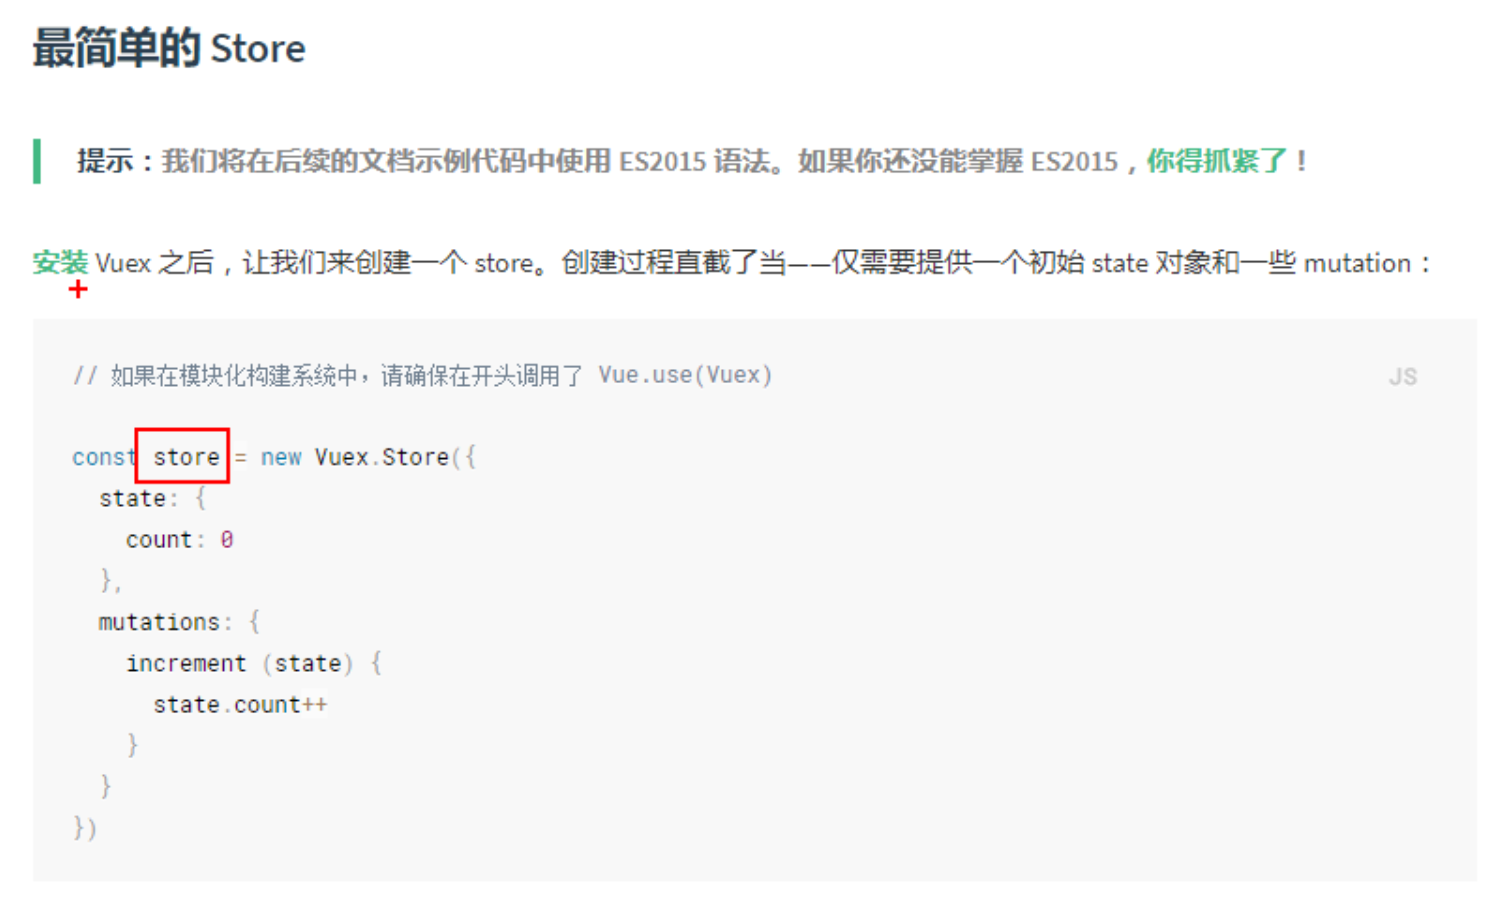 最简单的 Store
提示：我们将在后续的文档示例代码中使用 ES2015 语法。如果你还没能掌握 ES2015，你得抓紧了！
安装 Vuex 之后，让我们来创建一个 store。创建过程直截了当——仅需要提供一个初始 state 对象和一些 mutation：
// 如果在模块化构建系统中，请确保在开头调用了 Vue.use(Vuex)
JS
const store = new Vuex.Store({
  state: {
    count: 0
  },
  mutations: {
    increment (state) {
      state.count++
    }
  }
})